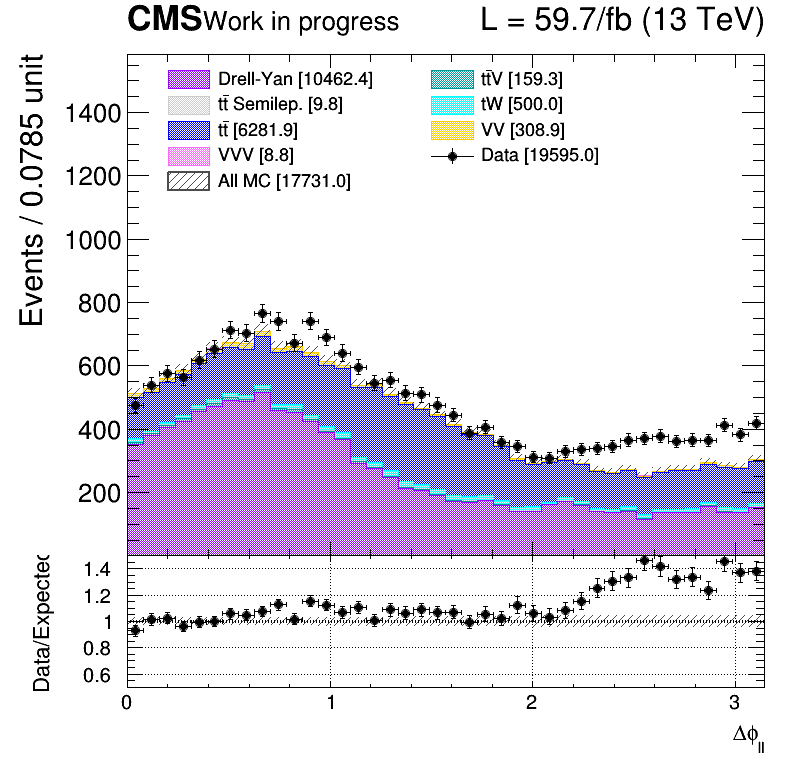 CMS Work in progress L = 59.7/fb (13 TeV)
Events / 0.0785 unit
Drell-Yan [10462.4]
tt̄ Semilep. [9.8]
tt̄ [6281.9]
VVV [8.8]
All MC [17731.0]
tt̄V [159.3]
tW [500.0]
VV [308.9]
Data [19595.0]
1400
1200
1000
800
600
400
200
Data/Expected
1.4
1.2
1
0.8
0.6
0 1 2 3
Δϕll